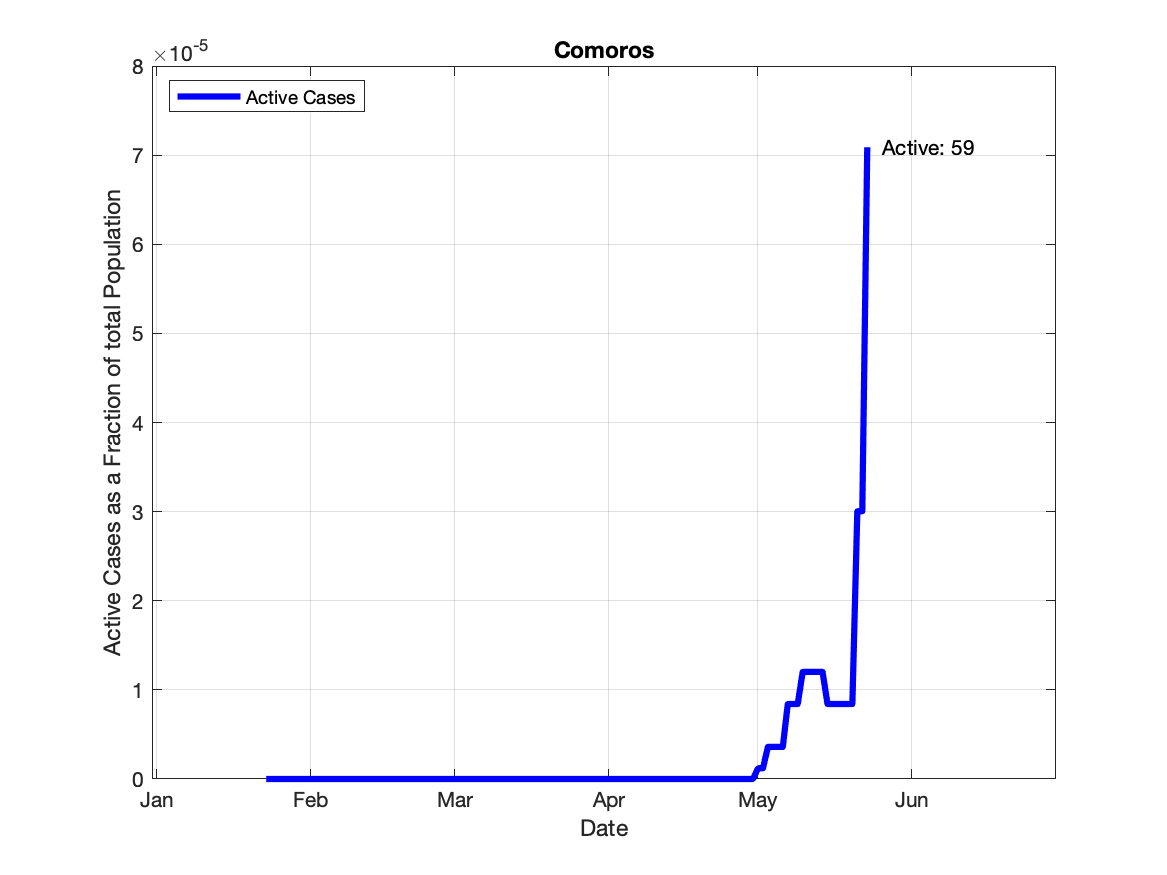 Comoros
×10-5
Active Cases
Active: 59
Active Cases as a Fraction of total Population
8
7
6
5
4
3
2
1
0
Jan Feb Mar Apr May Jun
Date